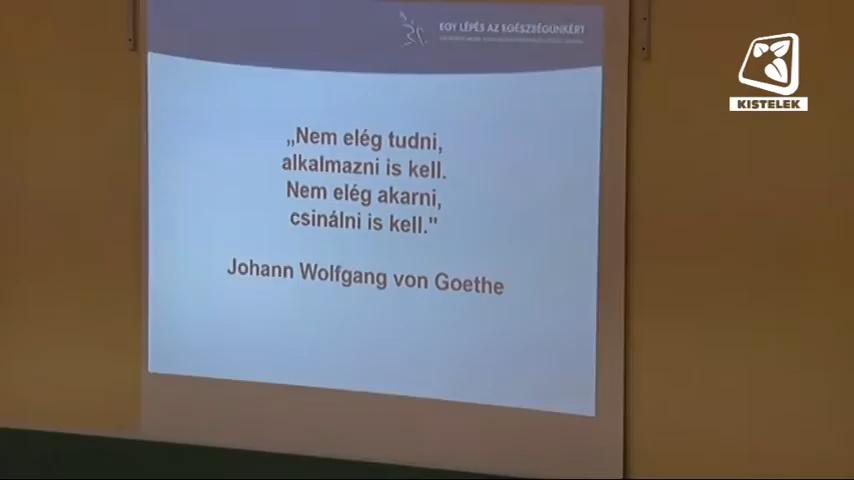 EGY LÉPÉS AZ EGÉSZSÉGÜNKÉRT
KISTELEK
„Nem elég tudni,
alkalmazni is kell.
Nem elég akarni,
csinálni is kell."
Johann Wolfgang von Goethe